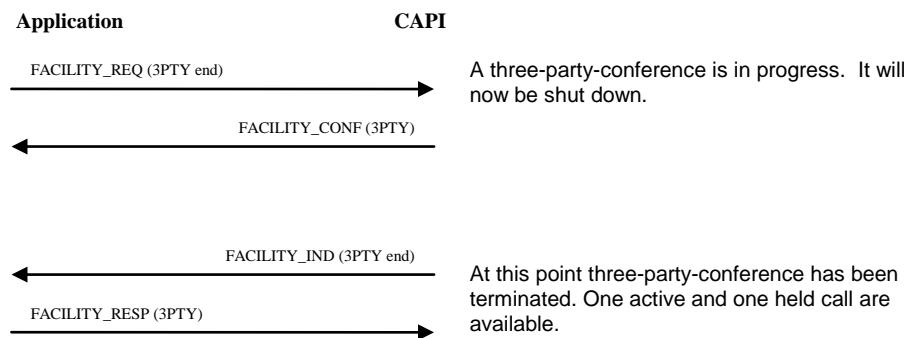 Application CAPI
FACILITY_REQ (3PTY end)
A three-party-conference is in progress.  It will
now be shut down.
FACILITY_CONF (3PTY)
FACILITY_IND (3PTY end)
At this point three-party-conference has been
terminated. One active and one held call are
available.
FACILITY_RESP (3PTY)